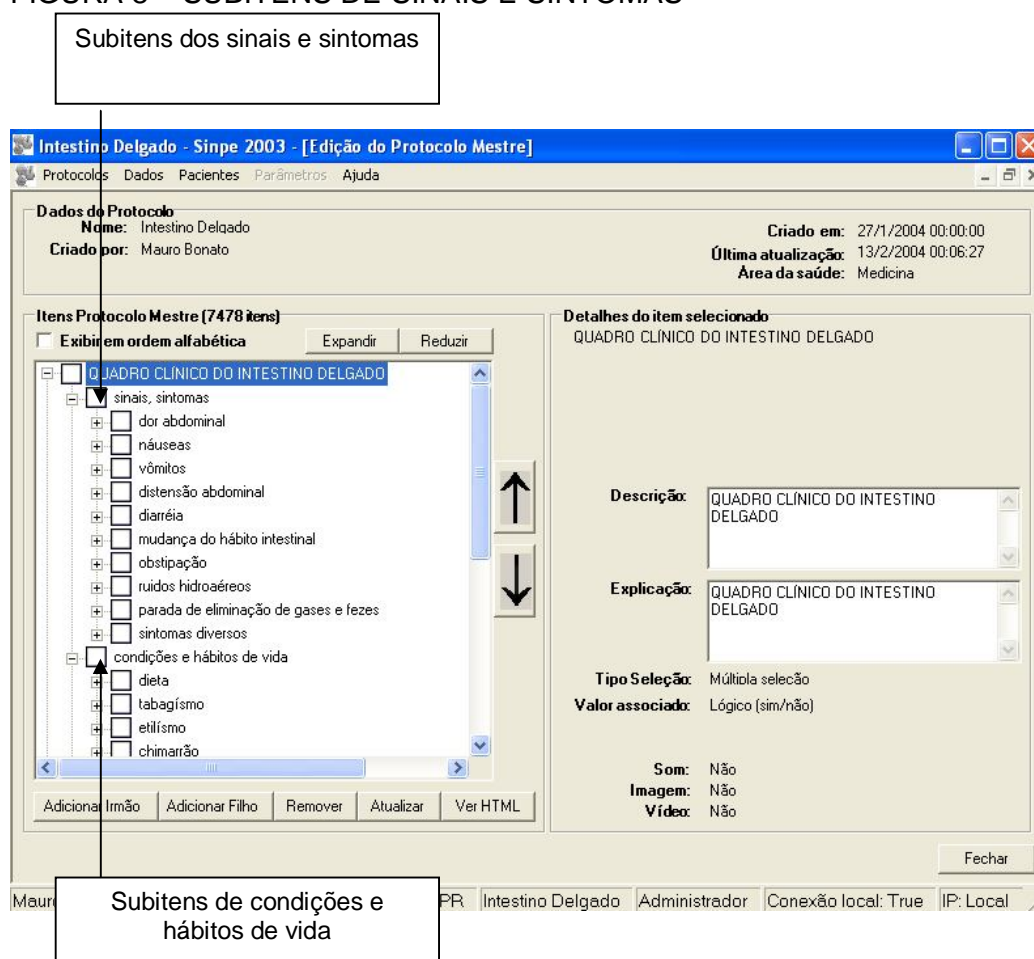 SUBITENS DE SINAIS E SINTOMAS
Subitens dos sinais e sintomas
Intestino Delgado - Sinpe 2003 - [Edição do Protocolo Mestre]
Protocolos Dados Pacientes Parâmetros Ajuda
Dados do Protocolo
Nome: Intestino Delgado
Criado por: Mauro Bonato
Criado em: 27/1/2004 00:00:00
Última atualização: 13/2/2004 00:06:27
Área da saúde: Medicina
Itens Protocolo Mestre (7478 itens)
Exibir em ordem alfabética Expandir Reduzir
QUADRO CLÍNICO DO INTESTINO DELGADO
sinais, sintomas
dor abdominal
náuseas
vômitos
distensão abdominal
diarréia
mudança do hábito intestinal
obstipação
ruidos hidroaéreos
parada de eliminação de gases e fezes
sintomas diversos
condições e hábitos de vida
dieta
tabagísmo
etilísmo
chimarrão
Adicionar Irmão Adicionar Filho Remover Atualizar Ver HTML
Detalhes do item selecionado
QUADRO CLÍNICO DO INTESTINO DELGADO
Descrição: QUADRO CLÍNICO DO INTESTINO
DELGADO
Explicação: QUADRO CLÍNICO DO INTESTINO
DELGADO
Tipo Seleção: Múltipla seleção
Valor associado: Lógico (sim/não)
Som: Não
Imagem: Não
Vídeo: Não
Fechar
PR Intestino Delgado Administrador Conexão local: True IP: Local
Subitens de condições e
hábitos de vida